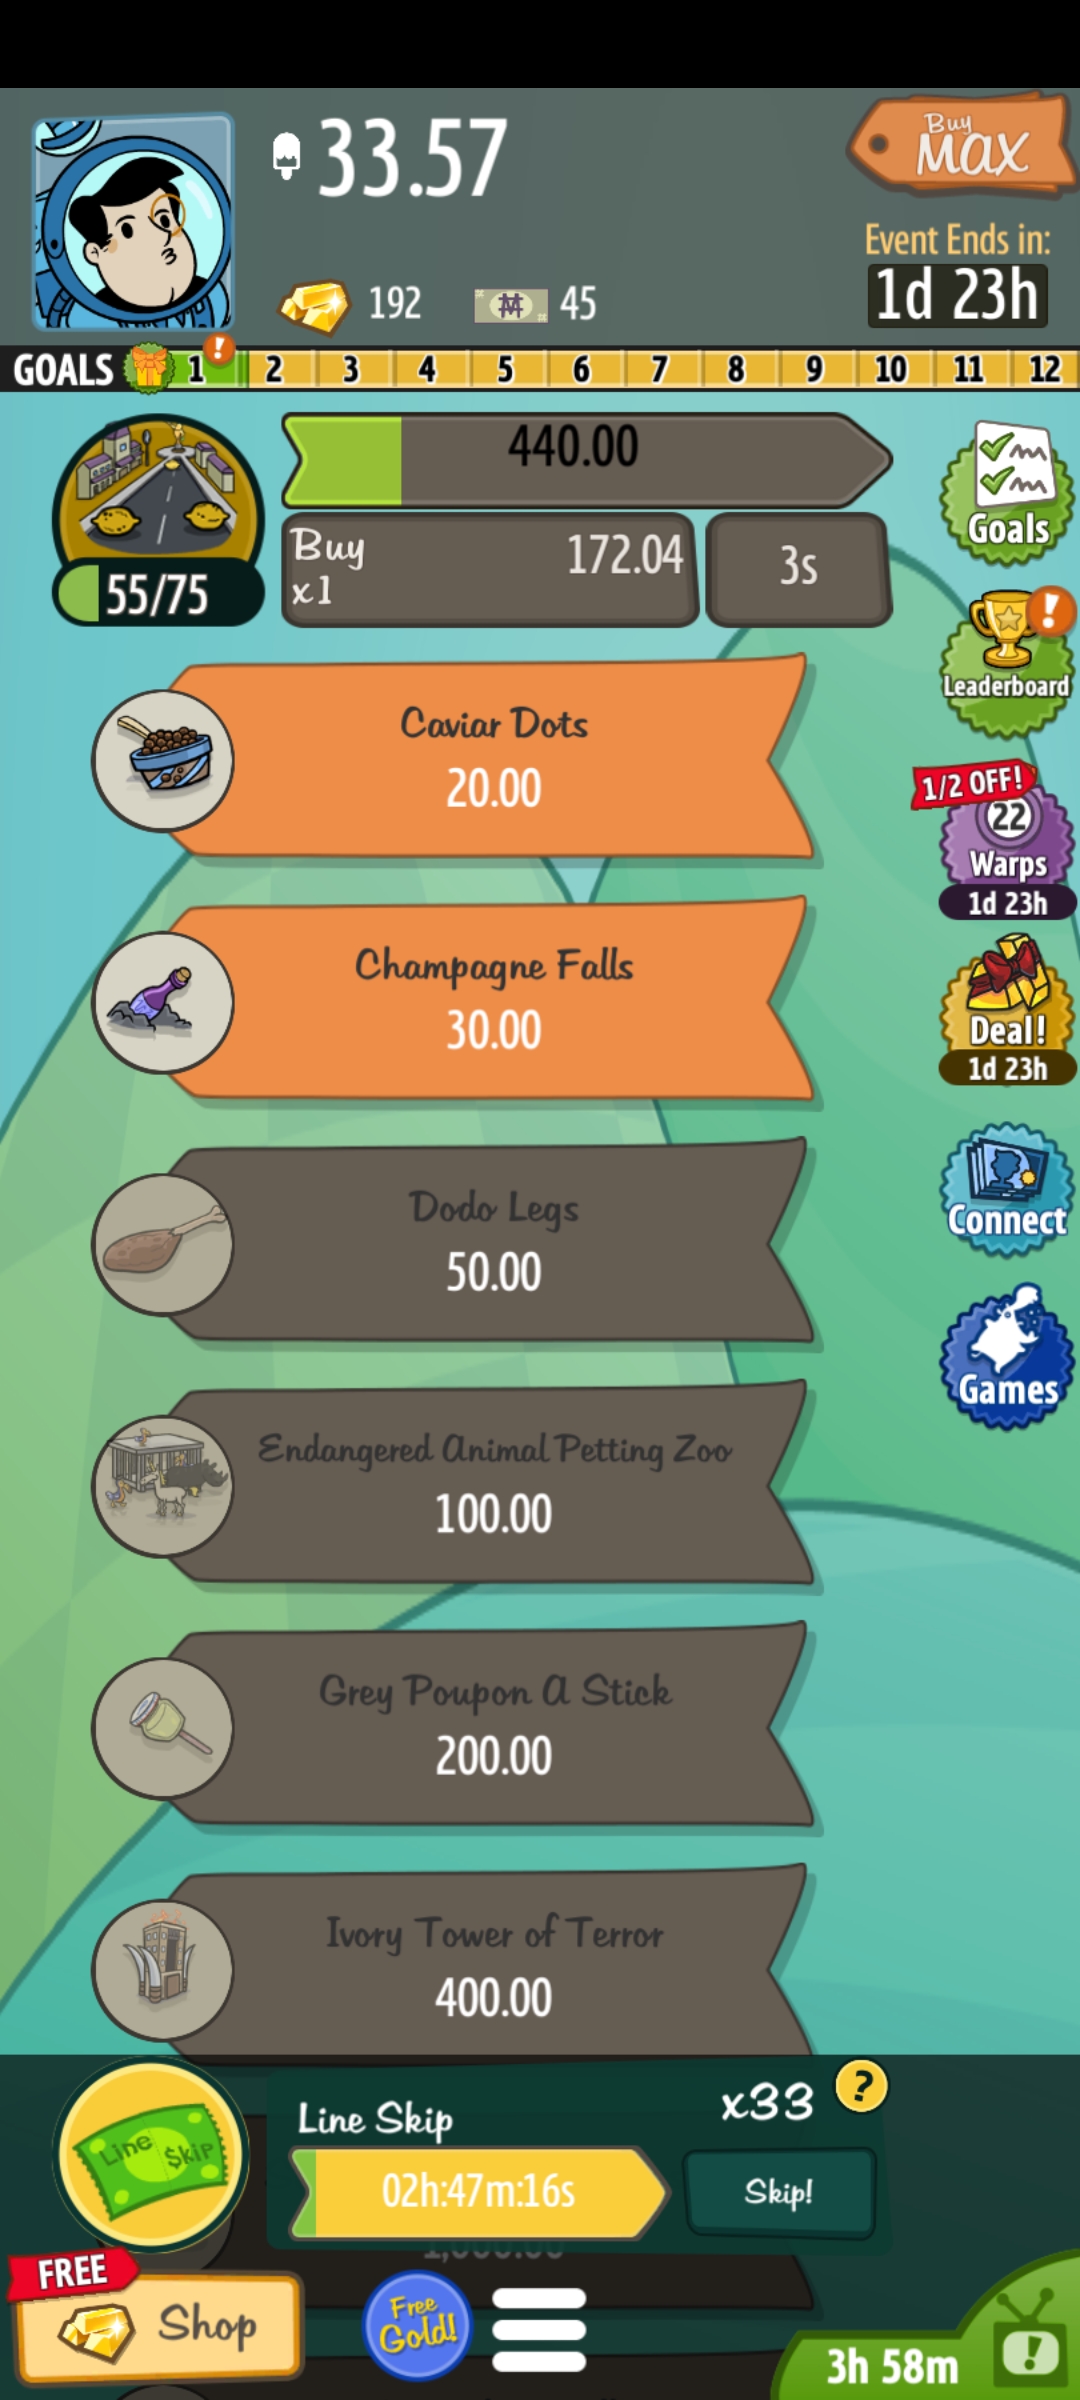 33.57
Buy
MAX
192
45
Event Ends in:
1d 23h
GOALS 1 ! 2 3 4 5 6 7 8 9 10 11 12
440.00
Buy
x1
172.04
3s
55/75
Goals
!
Leaderboard
Caviar Dots
20.00
1/2 OFF!
22
Warps
1d 23h
Champagne Falls
30.00
Deal!
1d 23h
Dodo Legs
50.00
Connect
Endangered Animal Petting Zoo
100.00
Games
Grey Poupon A Stick
200.00
Ivory Tower of Terror
400.00
Line $kip
Line Skip
x33
?
02h:47m:16s
Skip!
FREE
Shop
Free
Gold!
3h 58m
!